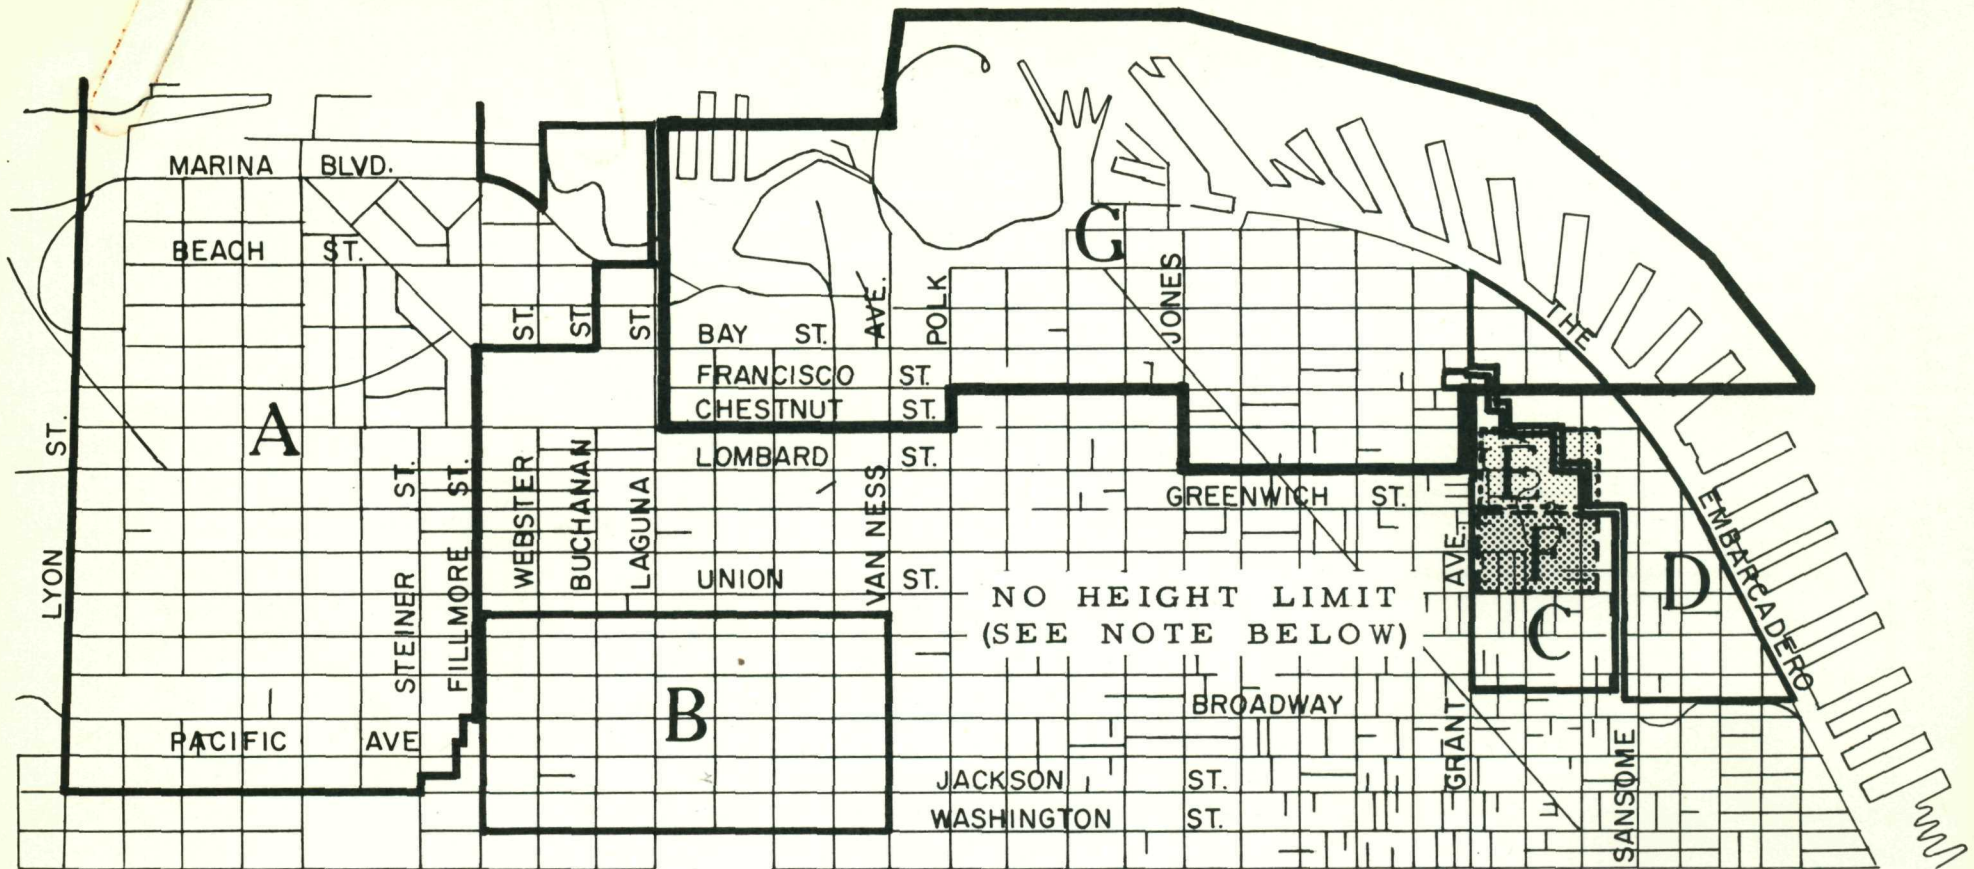 MARINA BLVD.
BEACH ST.
G
JONES
POLK
AVE.
ST.
ST.
ST.
THE
BAY ST.
FRANCISCO ST.
CHESTNUT ST.
A
LOMBARD ST.
GREENWICH ST.
LYON ST.
STEINER ST.
FILLMORE ST.
WEBSTER
BUCHANAN
LAGUNA
VAN NESS
UNION ST.
NO HEIGHT LIMIT
(SEE NOTE BELOW)
AVE.
E
F
C
D
EMBARCADERO
B
BROADWAY
PACIFIC AVE
JACKSON ST.
WASHINGTON ST.
GRANT
SANSOME